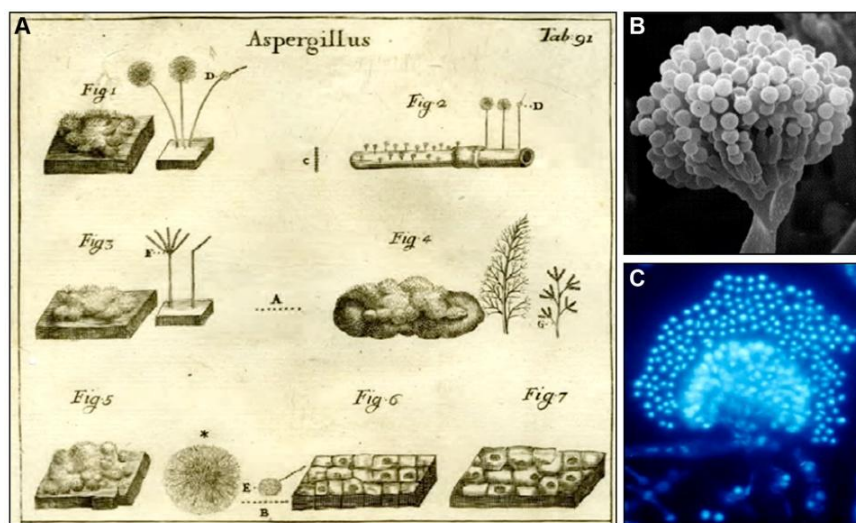 A
Aspergillus
Tab. 91
Fig. 1
D
Fig. 2
D
C
Fig. 3
F
A
Fig. 4
G
Fig. 5
*
E
B
Fig. 6
Fig. 7
B
C